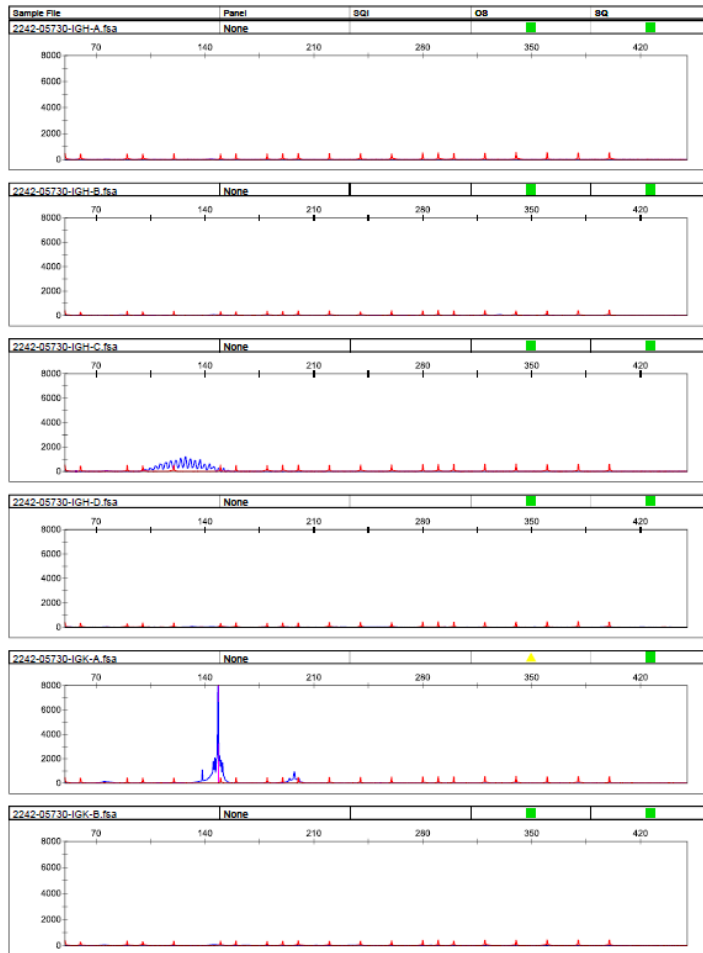 Sample File Panel SQI OS SQ
2242-05730-IGH-A.fsa None
70 140 210 280 350 420
8000
6000
4000
2000
0
2242-05730-IGH-B.fsa None
70 140 210 280 350 420
8000
6000
4000
2000
0
2242-05730-IGH-C.fsa None
70 140 210 280 350 420
8000
6000
4000
2000
0
2242-05730-IGH-D.fsa None
70 140 210 280 350 420
8000
6000
4000
2000
0
2242-05730-IGK-A.fsa None
70 140 210 280 350 420
8000
6000
4000
2000
0
2242-05730-IGK-B.fsa None
70 140 210 280 350 420
8000
6000
4000
2000
0